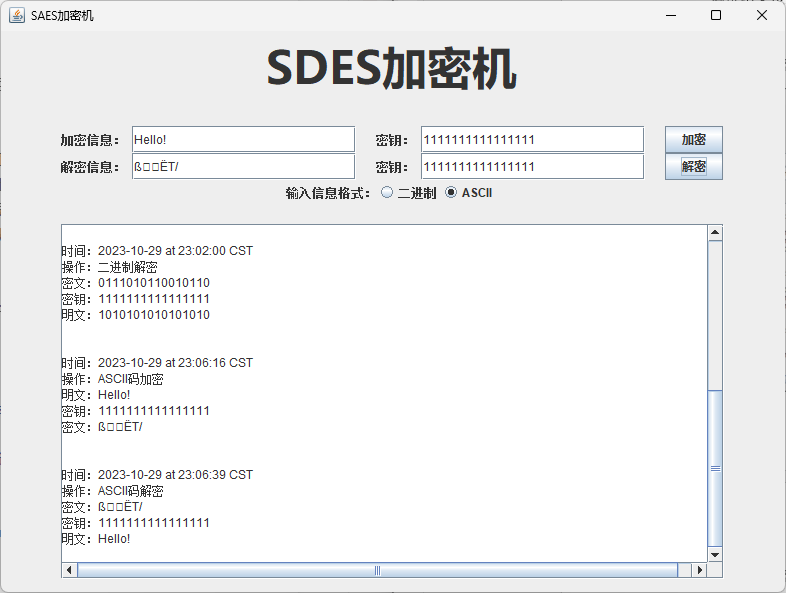 SAES加密机
SDES加密机
加密信息： Hello! 密钥： 1111111111111111 加密
解密信息： ß□□ËT/ 密钥： 1111111111111111 解密
输入信息格式： 二进制 ASCII
时间：2023-10-29 at 23:02:00 CST
操作：二进制解密
密文：0111010110010110
密钥：1111111111111111
明文：1010101010101010
时间：2023-10-29 at 23:06:16 CST
操作：ASCII码加密
明文：Hello!
密钥：1111111111111111
密文：ß□□ËT/
时间：2023-10-29 at 23:06:39 CST
操作：ASCII码解密
密文：ß□□ËT/
密钥：1111111111111111
明文：Hello!